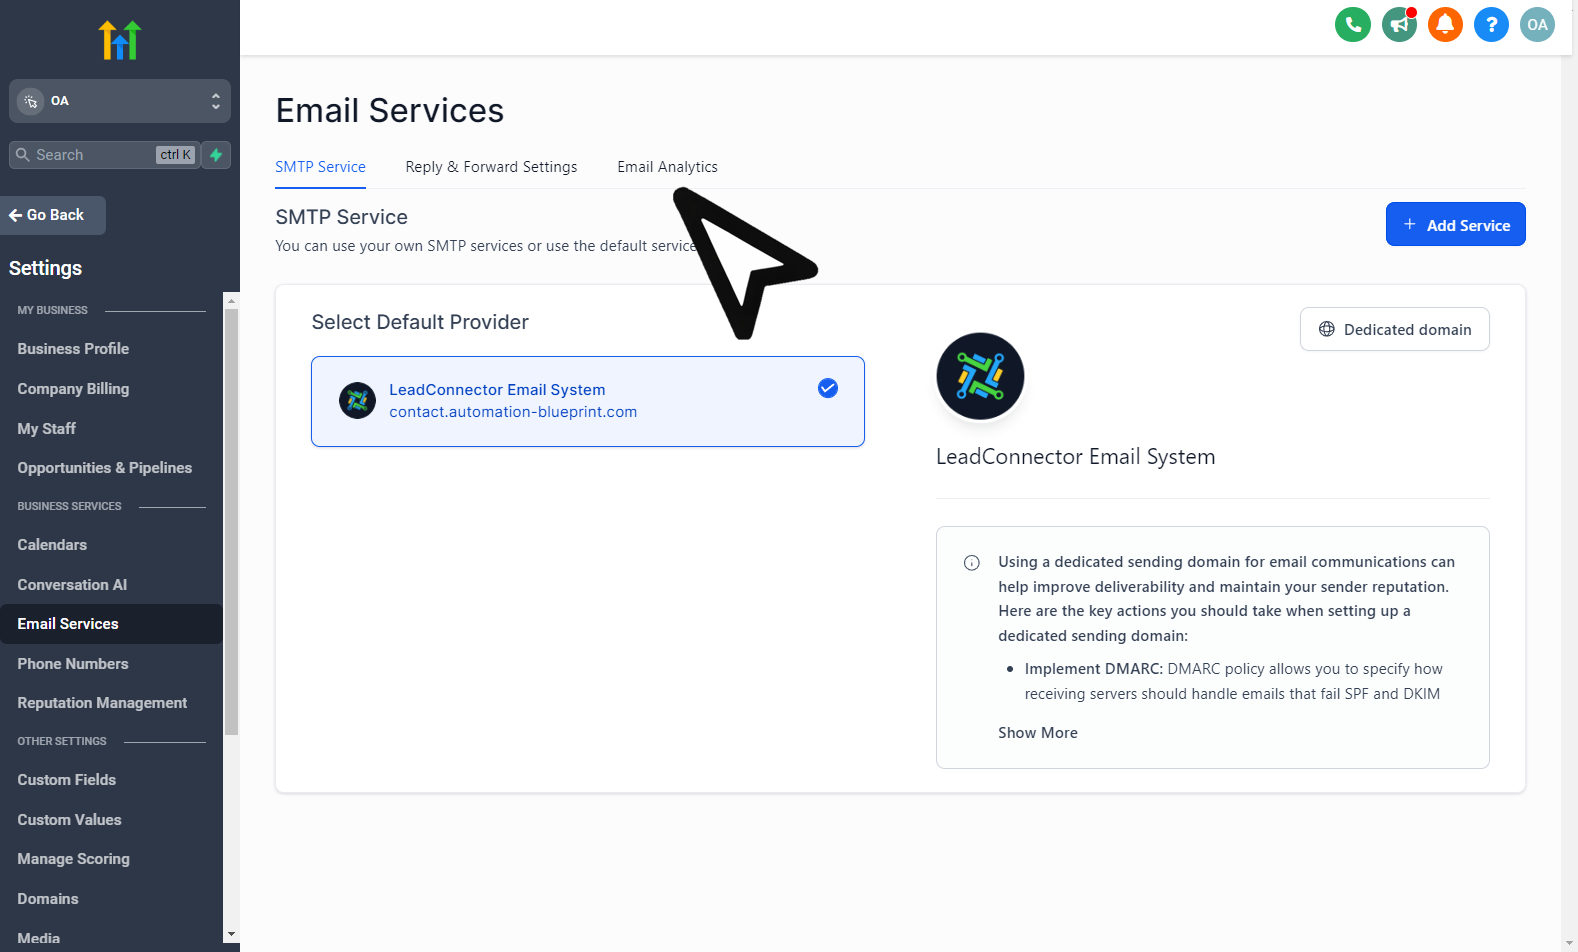 OA
Search
ctrl K
Go Back
Settings
MY BUSINESS
Business Profile
Company Billing
My Staff
Opportunities & Pipelines
BUSINESS SERVICES
Calendars
Conversation AI
Email Services
Phone Numbers
Reputation Management
OTHER SETTINGS
Custom Fields
Custom Values
Manage Scoring
Domains
Media
?
OA
Email Services
SMTP Service
Reply & Forward Settings
Email Analytics
SMTP Service
You can use your own SMTP services or use the default service
+ Add Service
Select Default Provider
LeadConnector Email System
contact.automation-blueprint.com
Dedicated domain
LeadConnector Email System
Using a dedicated sending domain for email communications can
help improve deliverability and maintain your sender reputation.
Here are the key actions you should take when setting up a
dedicated sending domain:
• Implement DMARC: DMARC policy allows you to specify how
receiving servers should handle emails that fail SPF and DKIM
Show More